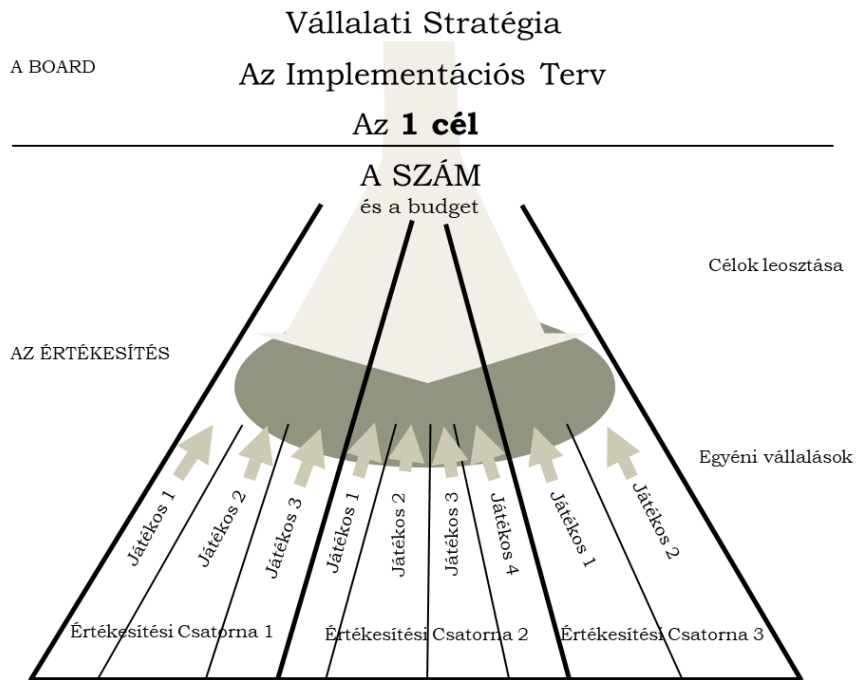 Vállalati Stratégia
A BOARD
Az Implementációs Terv
Az 1 cél
A SZÁM
és a budget
Célok leosztása
AZ ÉRTÉKESÍTÉS
Egyéni vállalások
Játékos 1
Játékos 2
Játékos 3
Játékos 1
Játékos 2
Játékos 3
Játékos 4
Játékos 1
Játékos 2
Értékesítési Csatorna 1
Értékesítési Csatorna 2
Értékesítési Csatorna 3